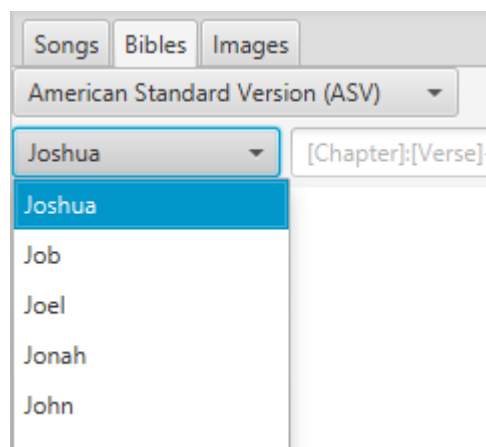 Songs Bibles Images
American Standard Version (ASV)
Joshua [Chapter]:[Verse]-
Joshua
Job
Joel
Jonah
John